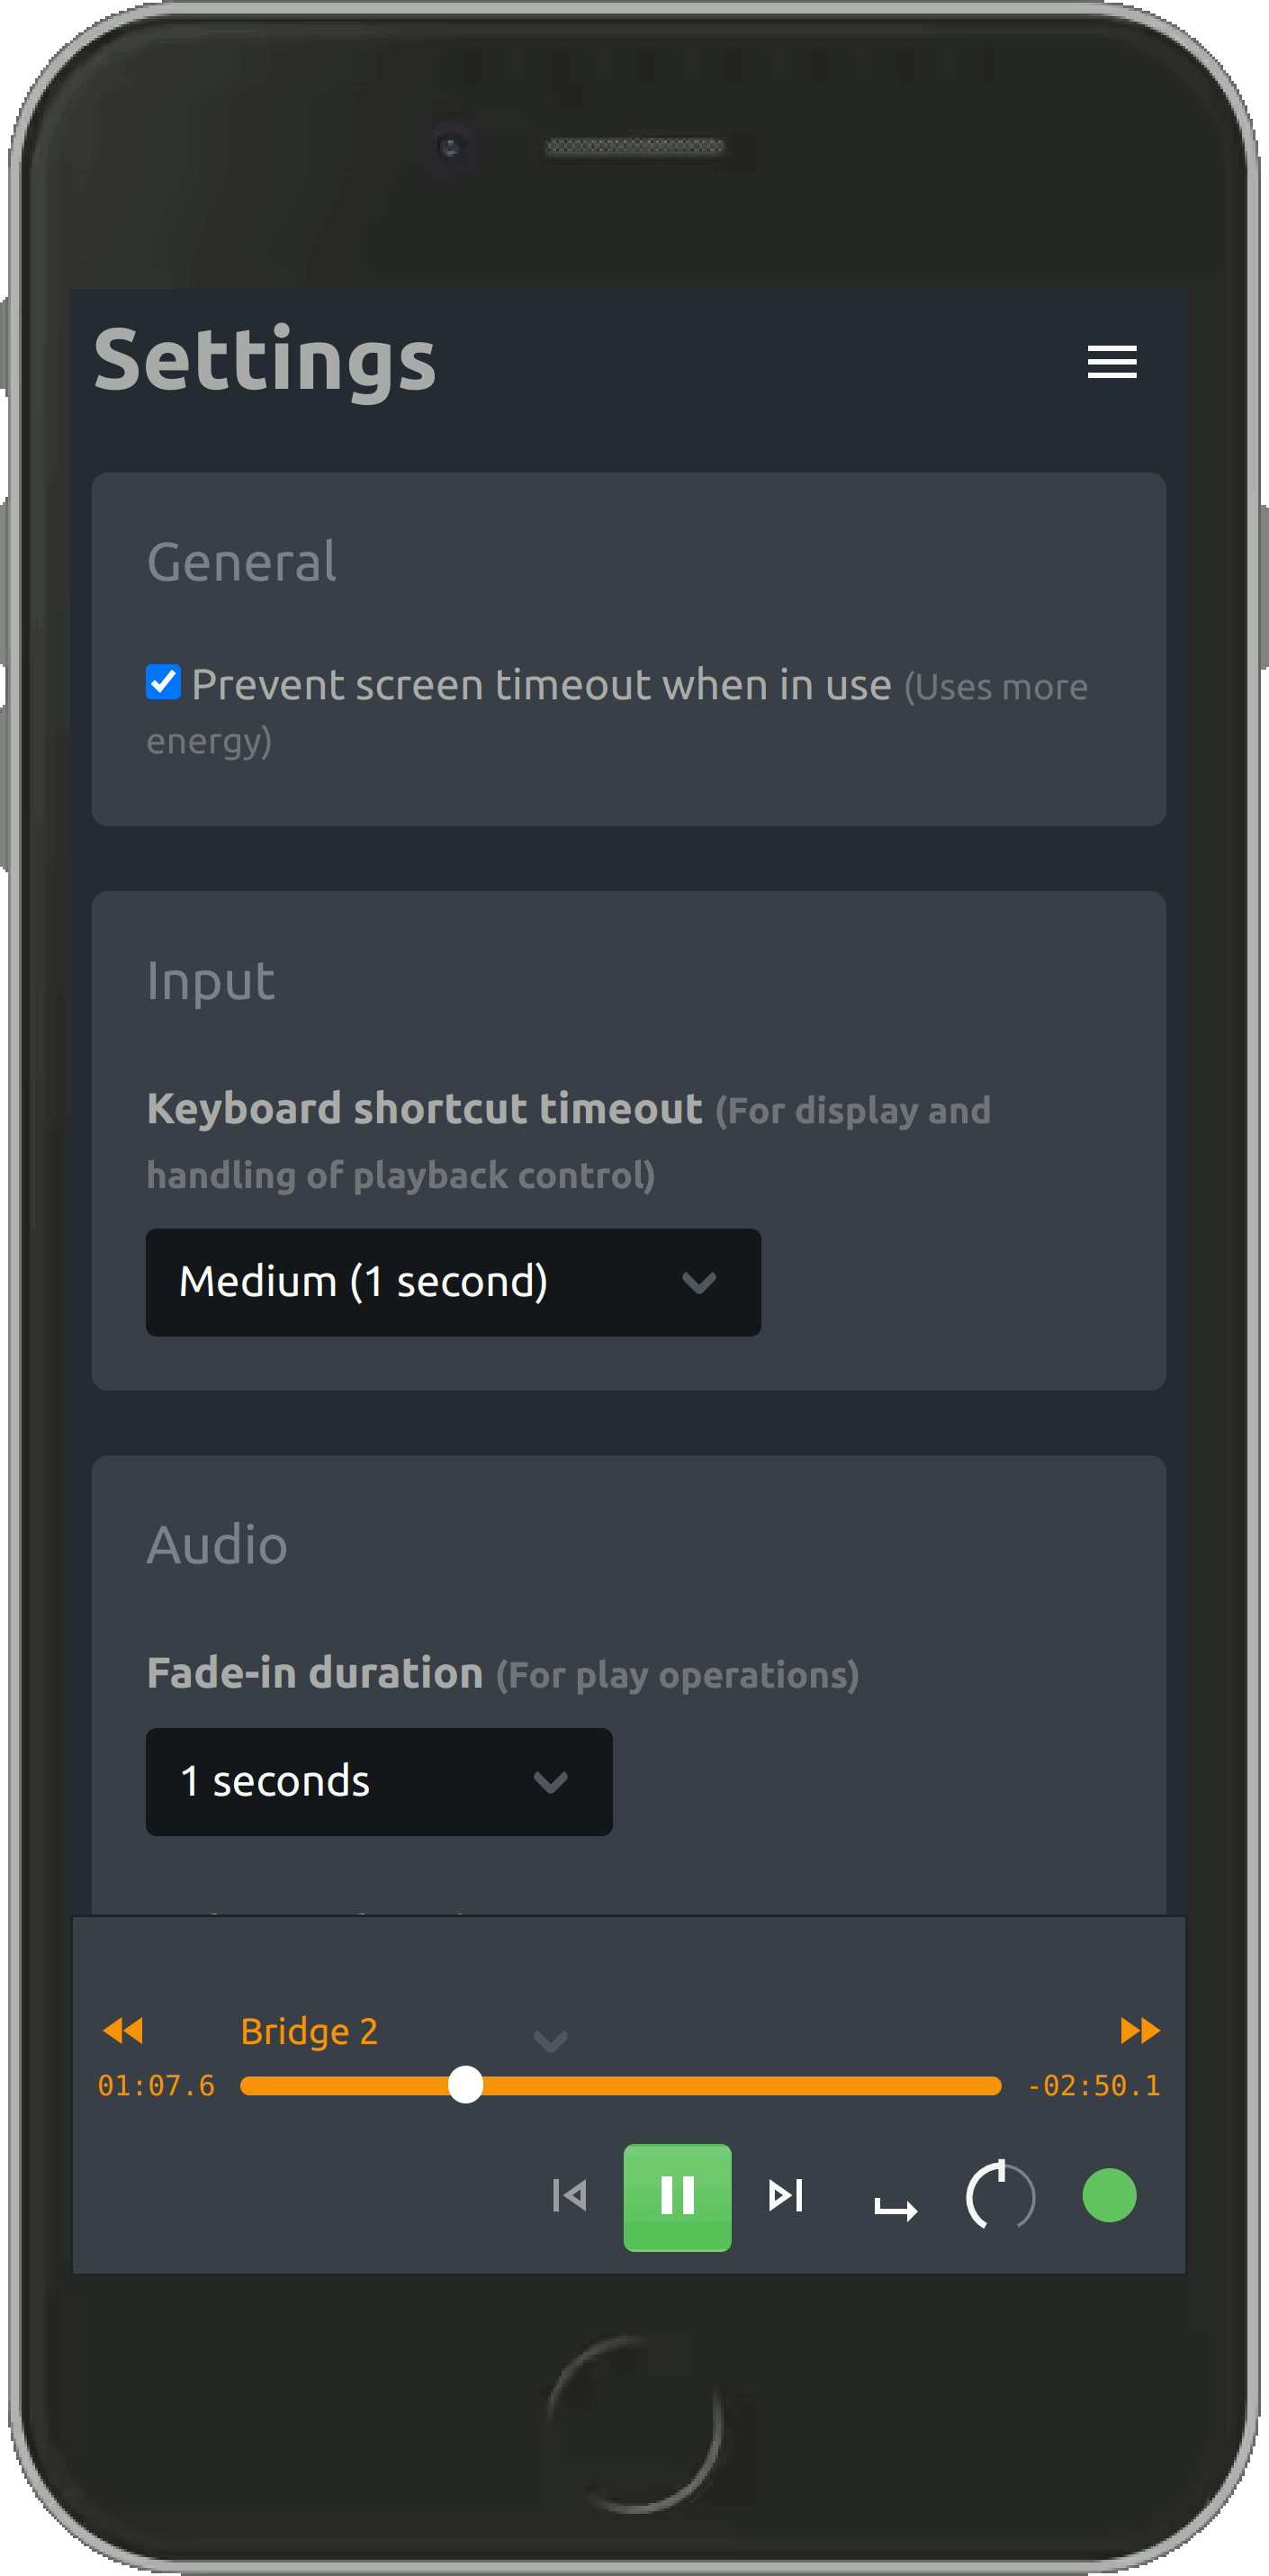 Settings
General
Prevent screen timeout when in use (Uses more
energy)
Input
Keyboard shortcut timeout (For display and
handling of playback control)
Medium (1 second)
Audio
Fade-in duration (For play operations)
1 seconds
Bridge 2
01:07.6 -02:50.1